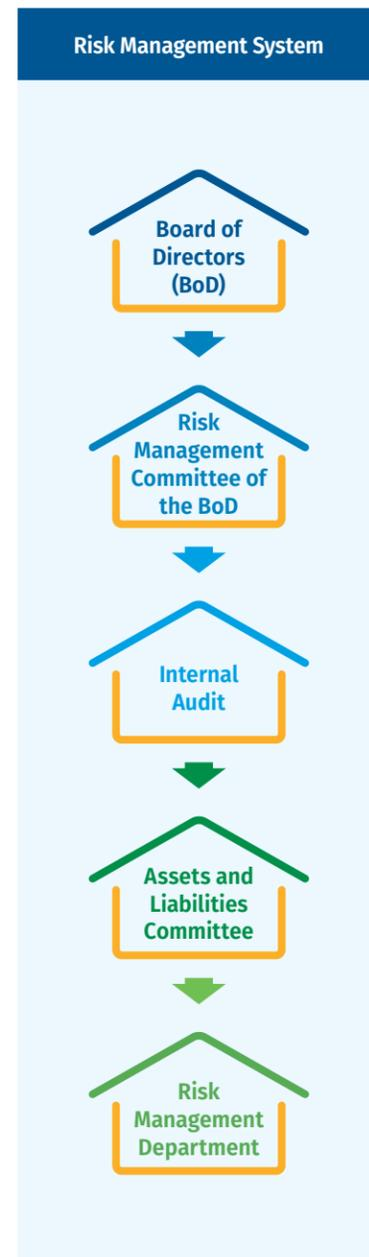 Risk Management System
Board of
Directors
(BoD)
Risk
Management
Committee of
the BoD
Internal
Audit
Assets and
Liabilities
Committee
Risk
Management
Department